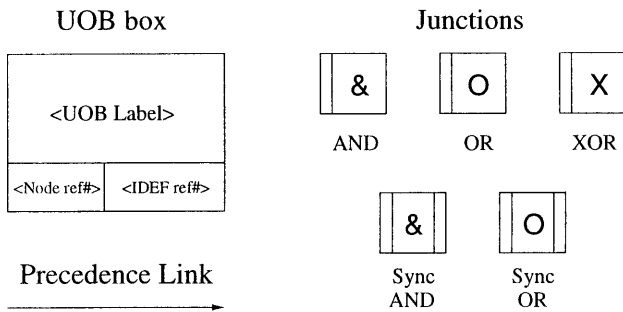 UOB box
<UOB Label>
<Node ref#> <IDEF ref#>
Precedence Link
Junctions
& O X
AND OR XOR
& O
Sync Sync
AND OR